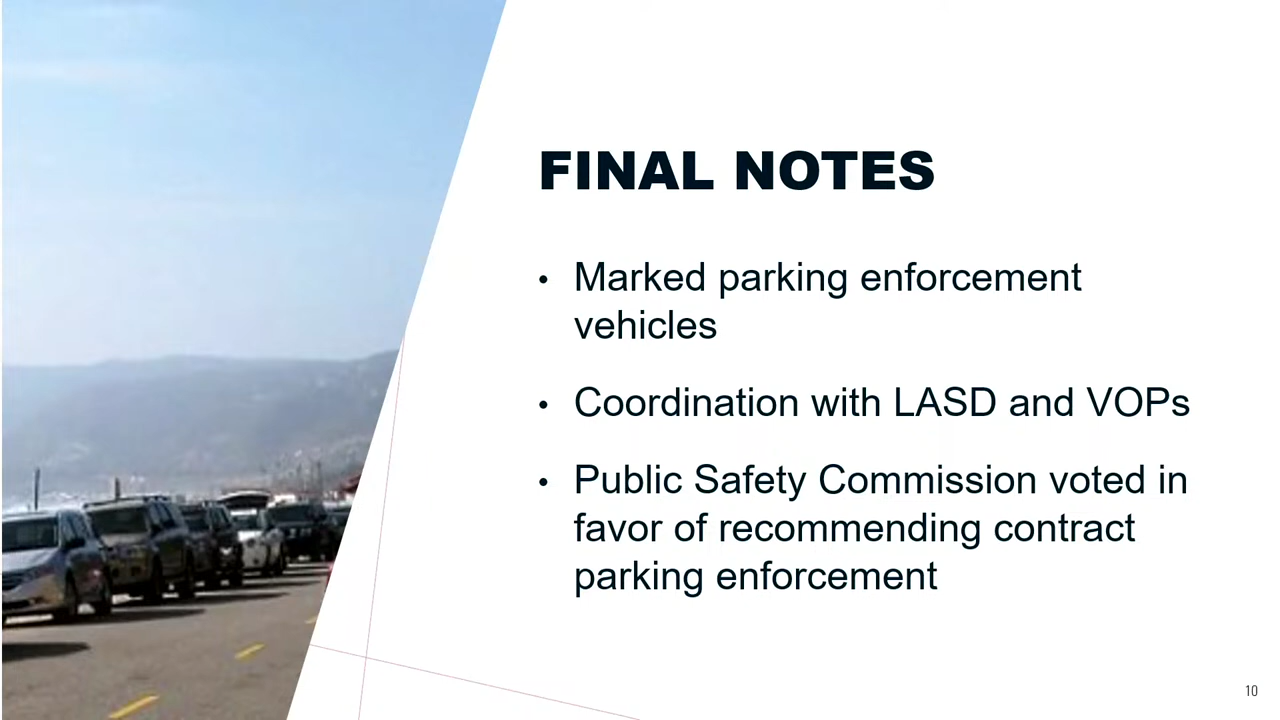 FINAL NOTES
• Marked parking enforcement
vehicles
• Coordination with LASD and VOPs
• Public Safety Commission voted in
favor of recommending contract
parking enforcement
10